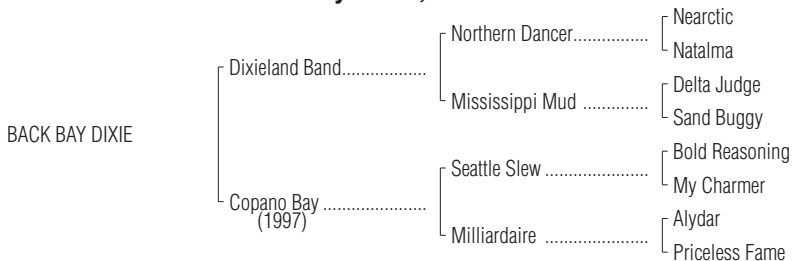 Nearctic
Northern Dancer................
Natalma
Dixieland Band..................
Delta Judge
Mississippi Mud ..............
Sand Buggy
BACK BAY DIXIE
Bold Reasoning
Seattle Slew ......................
My Charmer
Copano Bay ......................
(1997)
Alydar
Milliardaire ......................
Priceless Fame